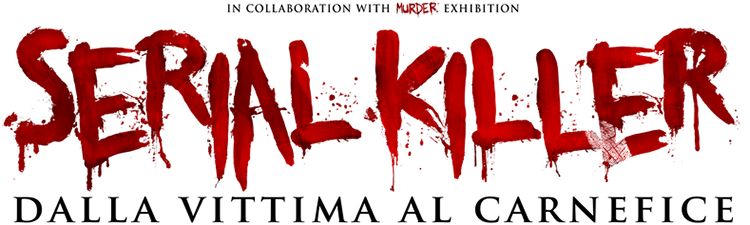 IN COLLABORATION WITH MURDER EXHIBITION
SERIAL KILLER
DALLA VITTIMA AL CARNEFICE